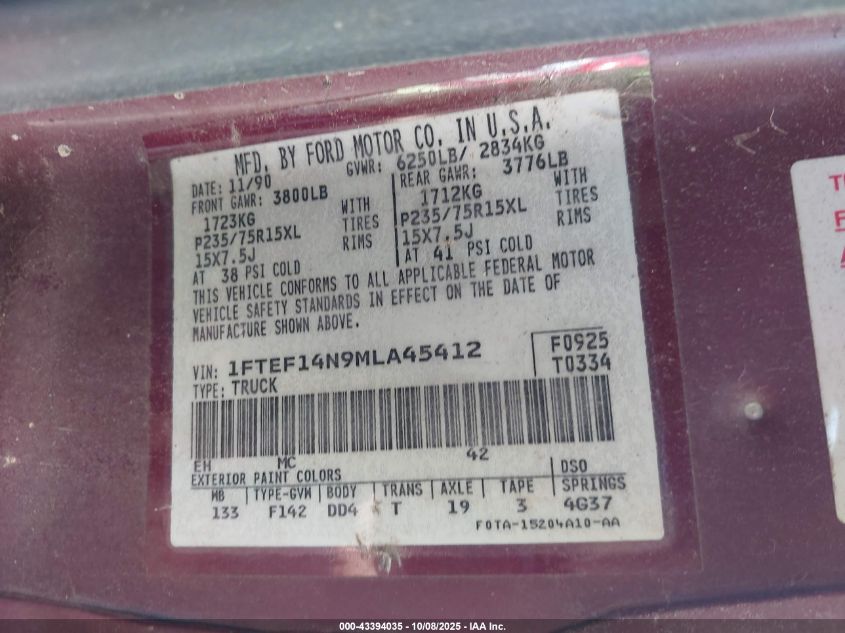 MFD. BY FORD MOTOR CO. IN U.S.A.
DATE: 11/90 GVWR: 6250LB/ 2834KG
FRONT GAWR: 3800LB REAR GAWR: 3776LB
1723KG WITH 1712KG WITH
P235/75R15XL TIRES P235/75R15XL TIRES
15X7.5J RIMS 15X7.5J RIMS
AT 38 PSI COLD AT 41 PSI COLD
THIS VEHICLE CONFORMS TO ALL APPLICABLE FEDERAL MOTOR
VEHICLE SAFETY STANDARDS IN EFFECT ON THE DATE OF
MANUFACTURE SHOWN ABOVE.
VIN: 1FTEF14N9MLA45412 F0925
TYPE: TRUCK T0334
EH MC 42
EXTERIOR PAINT COLORS DSO
WB TYPE-GVW BODY TRANS AXLE TAPE SPRINGS
133 F142 DD4 T 19 3 4G37
F0TA-15204A10-AA
000-43394035 - 10/08/2025 - IAA Inc.